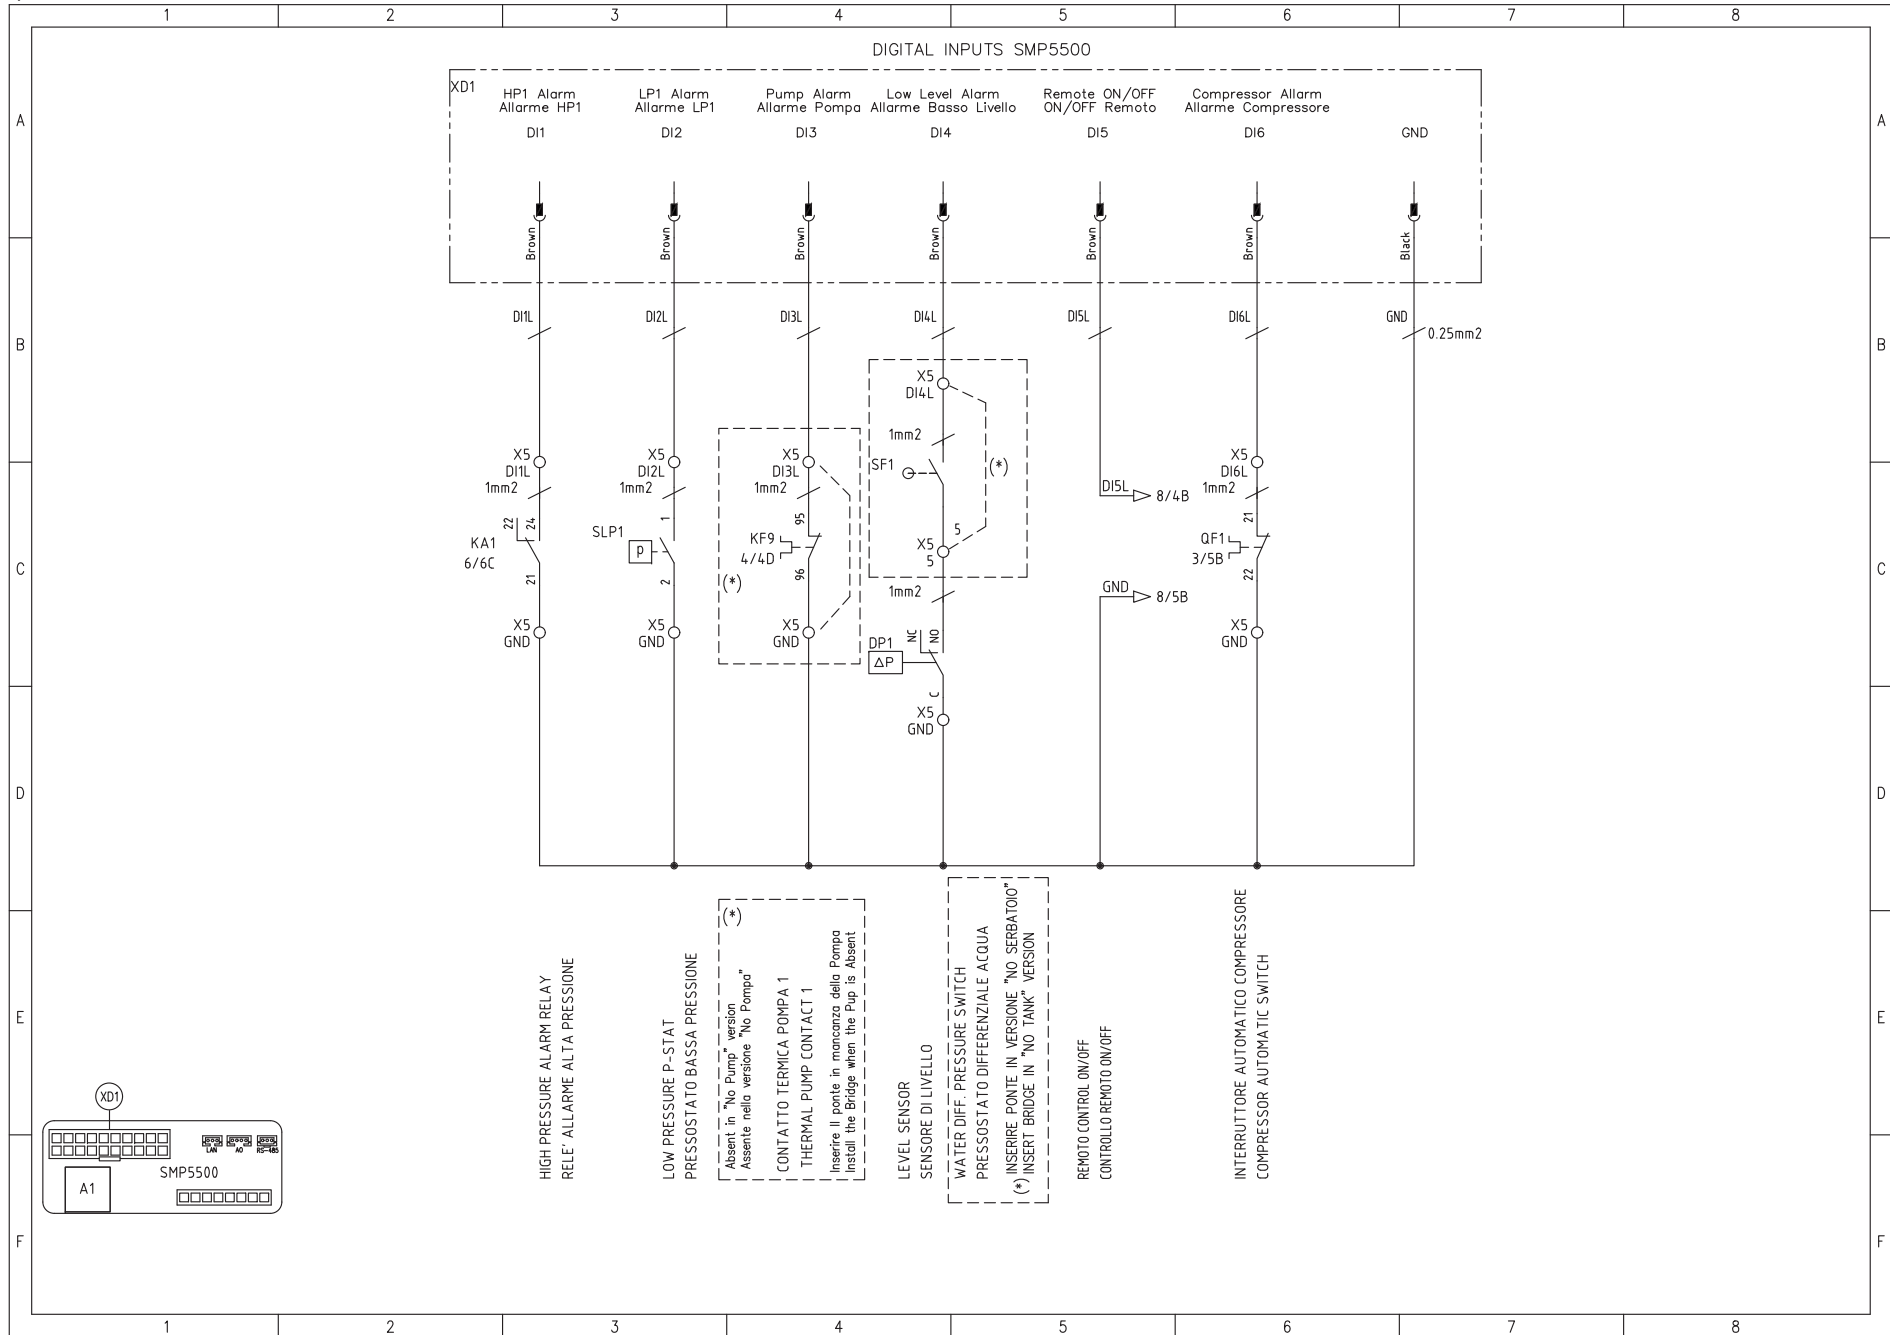 1 2 3 4 5 6 7 8
DIGITAL INPUTS SMP5500
XD1
HP1 Alarm
Allarme HP1
DI1
LP1 Alarm
Allarme LP1
DI2
Pump Alarm
Allarme Pompa
DI3
Low Level Alarm
Allarme Basso Livello
DI4
Remote ON/OFF
ON/OFF Remoto
DI5
Compressor Allarm
Allarme Compressore
DI6
GND
A A
Brown Brown Brown Brown Brown Brown Black
DI1L DI2L DI3L DI4L DI5L DI6L GND
0.25mm2
B B
X5
DI4L
1mm2
SF1
(*)
5
X5
5
1mm2
DP1
ΔP
NC
NO
C
X5
GND
X5
DI1L
1mm2
22
24
KA1
6/6C
21
X5
GND
X5
DI2L
1mm2
1
SLP1
P
2
X5
GND
X5
DI3L
1mm2
95
KF9
4/4D
96
(*)
X5
GND
DI5L
8/4B
GND
8/5B
X5
DI6L
1mm2
21
QF1
3/5B
22
X5
GND
C C
D D
HIGH PRESSURE ALARM RELAY
RELE' ALLARME ALTA PRESSIONE
LOW PRESSURE P-STAT
PRESSOSTATO BASSA PRESSIONE
(*)
Absent in "No Pump" version
Assente nella versione "No Pompa"
CONTATTO TERMICA POMPA 1
THERMAL PUMP CONTACT 1
Inserire Il ponte in mancanza della Pompa
Install the Bridge when the Pup is Absent
LEVEL SENSOR
SENSORE DI LIVELLO
WATER DIFF. PRESSURE SWITCH
PRESSOSTATO DIFFERENZIALE ACQUA
(*) INSERIRE PONTE IN VERSIONE "NO SERBATOIO"
INSERT BRIDGE IN "NO TANK" VERSION
REMOTO CONTROL ON/OFF
CONTROLLO REMOTO ON/OFF
INTERRUTTORE AUTOMATICO COMPRESSORE
COMPRESSOR AUTOMATIC SWITCH
E E
XD1
LAN AO RS-485
SMP5500
A1
F F
1 2 3 4 5 6 7 8